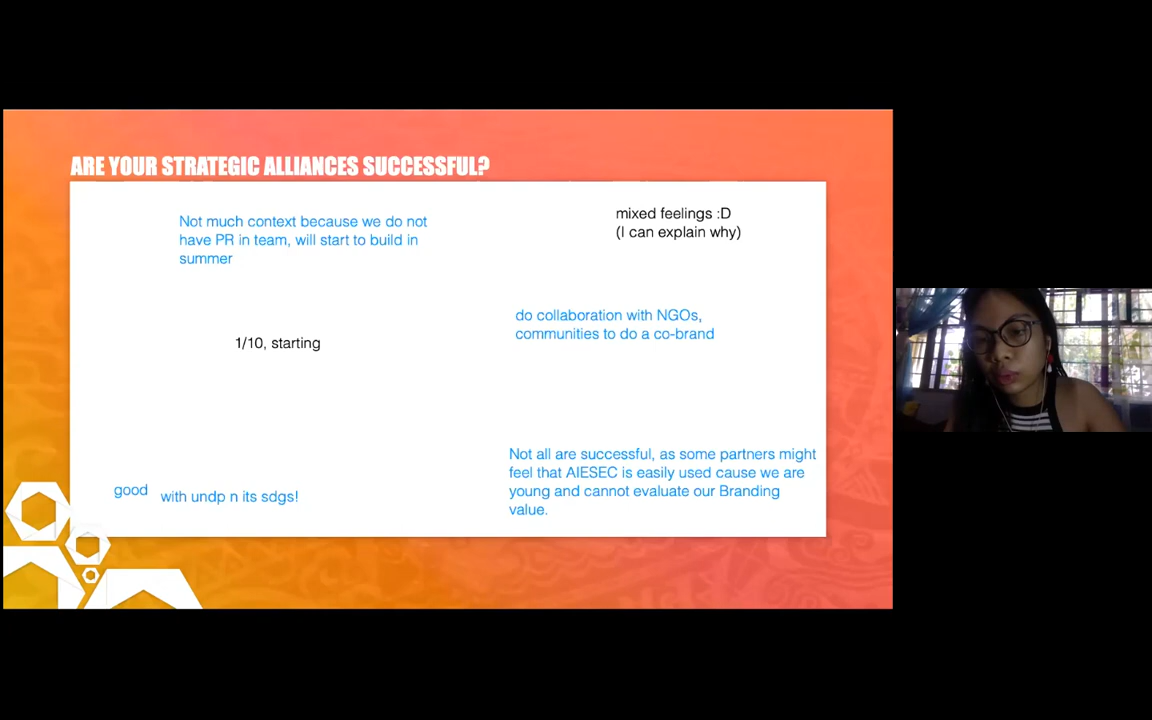 ARE YOUR STRATEGIC ALLIANCES SUCCESSFUL?
Not much context because we do not
have PR in team, will start to build in
summer
mixed feelings :D
(I can explain why)
1/10, starting
do collaboration with NGOs,
communities to do a co-brand
Not all are successful, as some partners might
feel that AIESEC is easily used cause we are
young and cannot evaluate our Branding
value.
good
with undp n its sdgs!